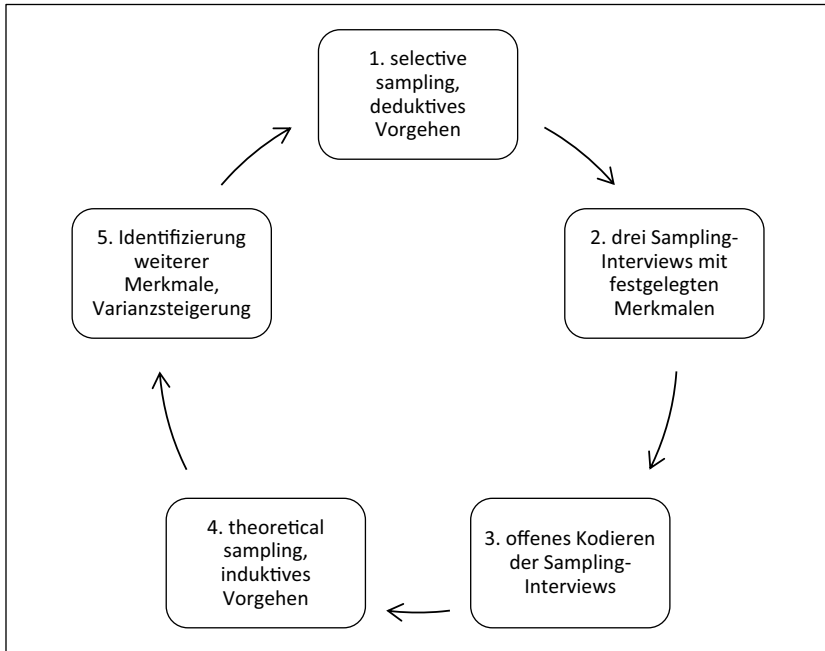 1. selective
sampling,
deduktives
Vorgehen
2. drei Sampling-
Interviews mit
festgelegten
Merkmalen
3. offenes Kodieren
der Sampling-
Interviews
4. theoretical
sampling,
induktives
Vorgehen
5. Identifizierung
weiterer
Merkmale,
Varianzsteigerung